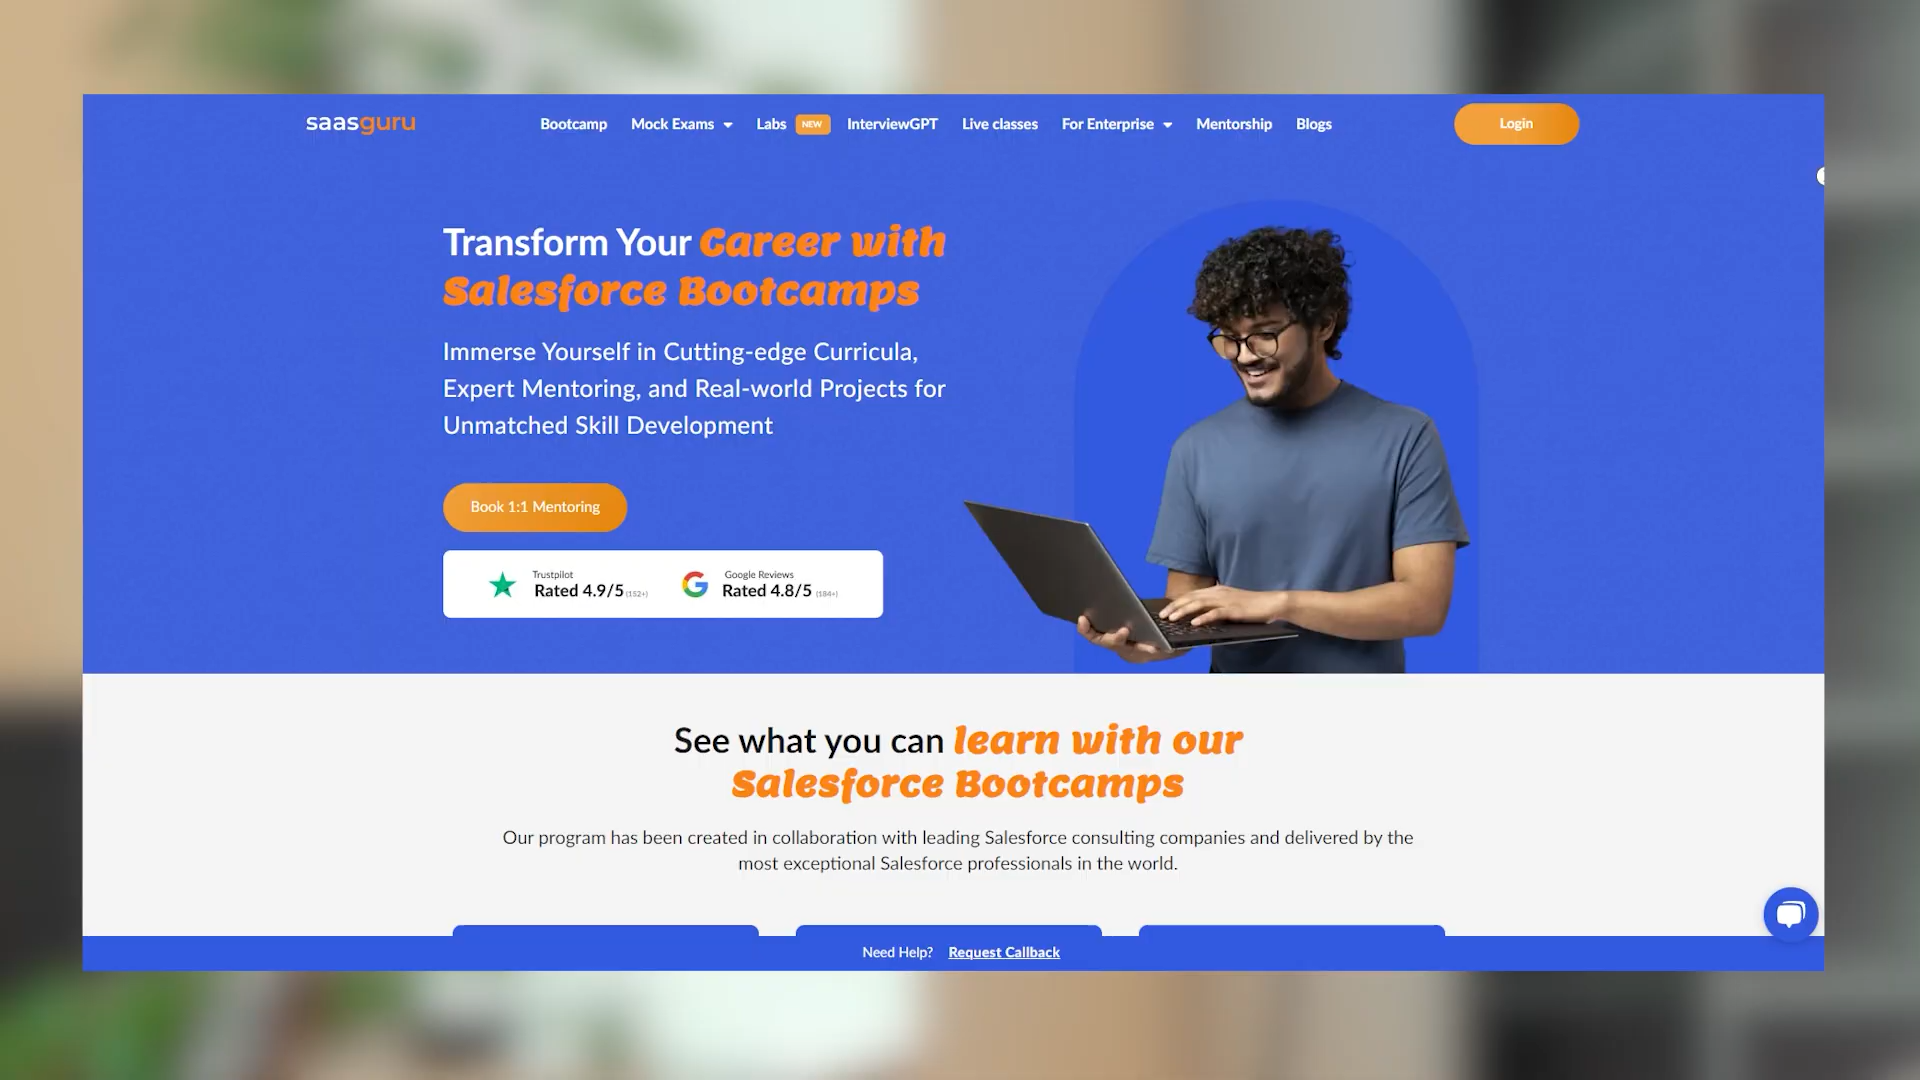 saasguru
Bootcamp
Mock Exams
Labs
NEW
InterviewGPT
Live classes
For Enterprise
Mentorship
Blogs
Login
Transform Your Career with
Salesforce Bootcamps
Immerse Yourself in Cutting-edge Curricula,
Expert Mentoring, and Real-world Projects for
Unmatched Skill Development
Book 1:1 Mentoring
Trustpilot
Rated 4.9/5 (152+)
Google Reviews
Rated 4.8/5 (184+)
See what you can learn with our
Salesforce Bootcamps
Our program has been created in collaboration with leading Salesforce consulting companies and delivered by the
most exceptional Salesforce professionals in the world.
Need Help? Request Callback